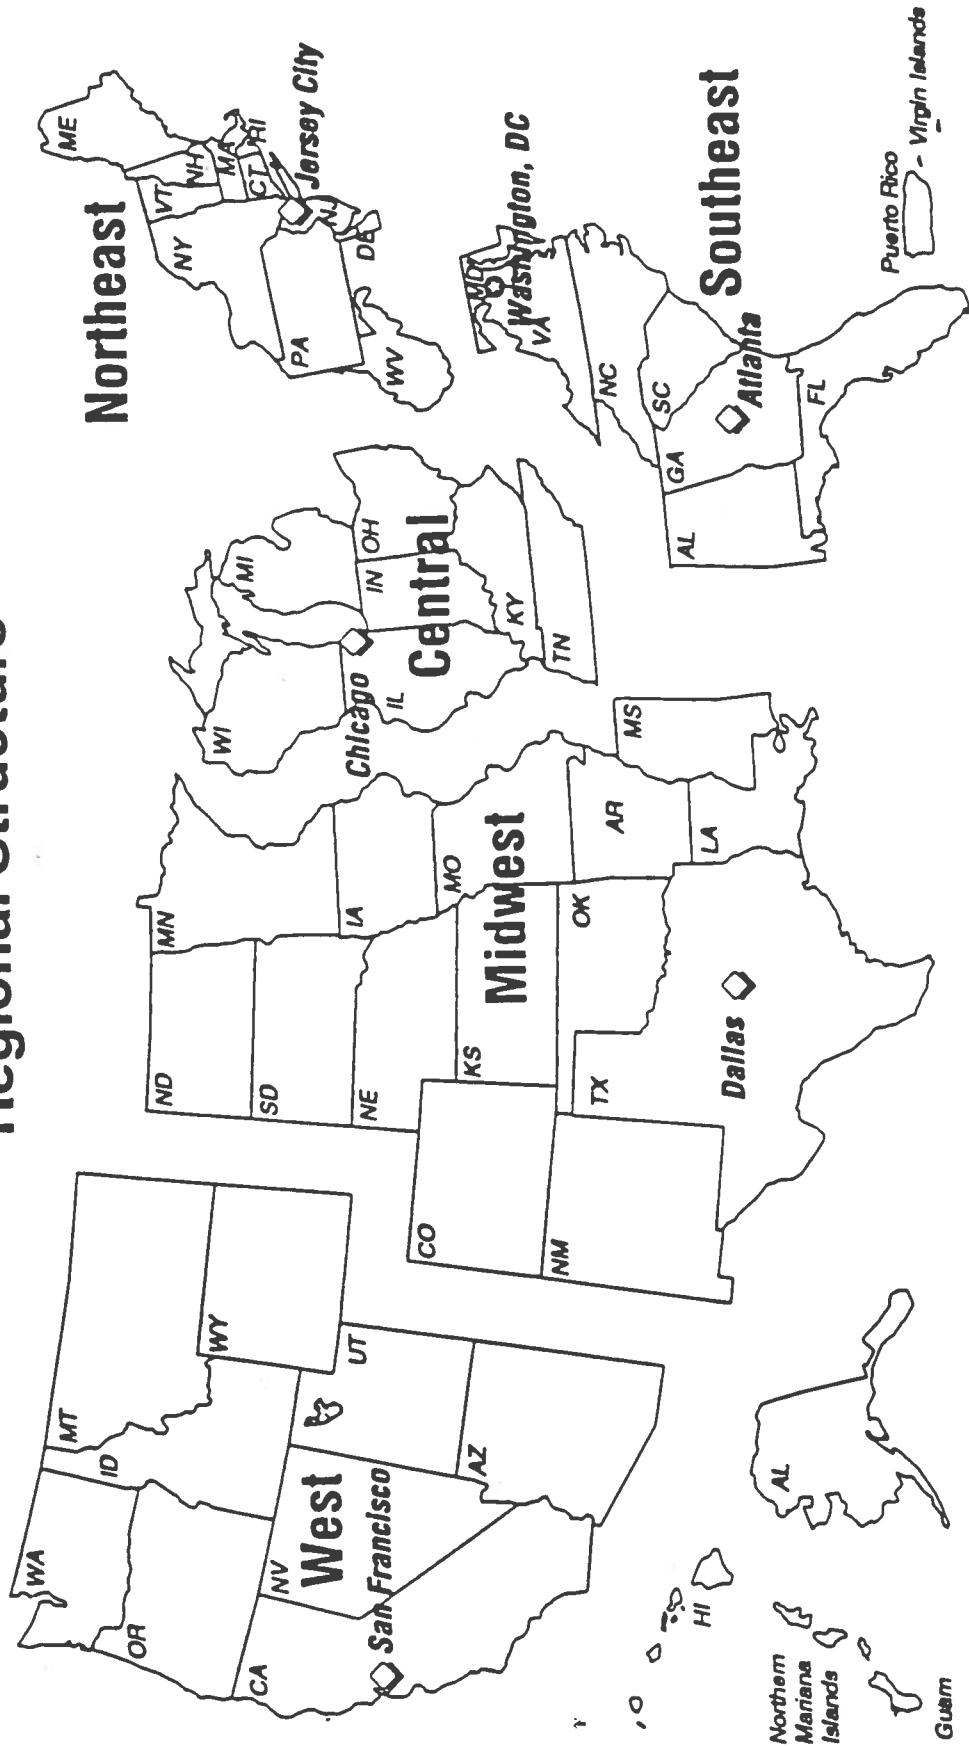 Regional Structure
WA
MT
OR
ID
WY
NV
UT
CA
AZ
West
San Francisco
AL
HI
Northern
Mariana
Islands
Guam
ND
MN
SD
NE
IA
CO
KS
MO
Midwest
NM
TX
OK
AR
MS
LA
Dallas
WI
MI
Chicago
IL
IN
OH
Central
KY
TN
Northeast
ME
VT
NH
NY
MA
CT
RI
Jersey City
PA
NJ
DE
WV
MD
Washington, DC
VA
NC
SC
GA
AL
Atlanta
FL
Southeast
Puerto Rico
Virgin Islands